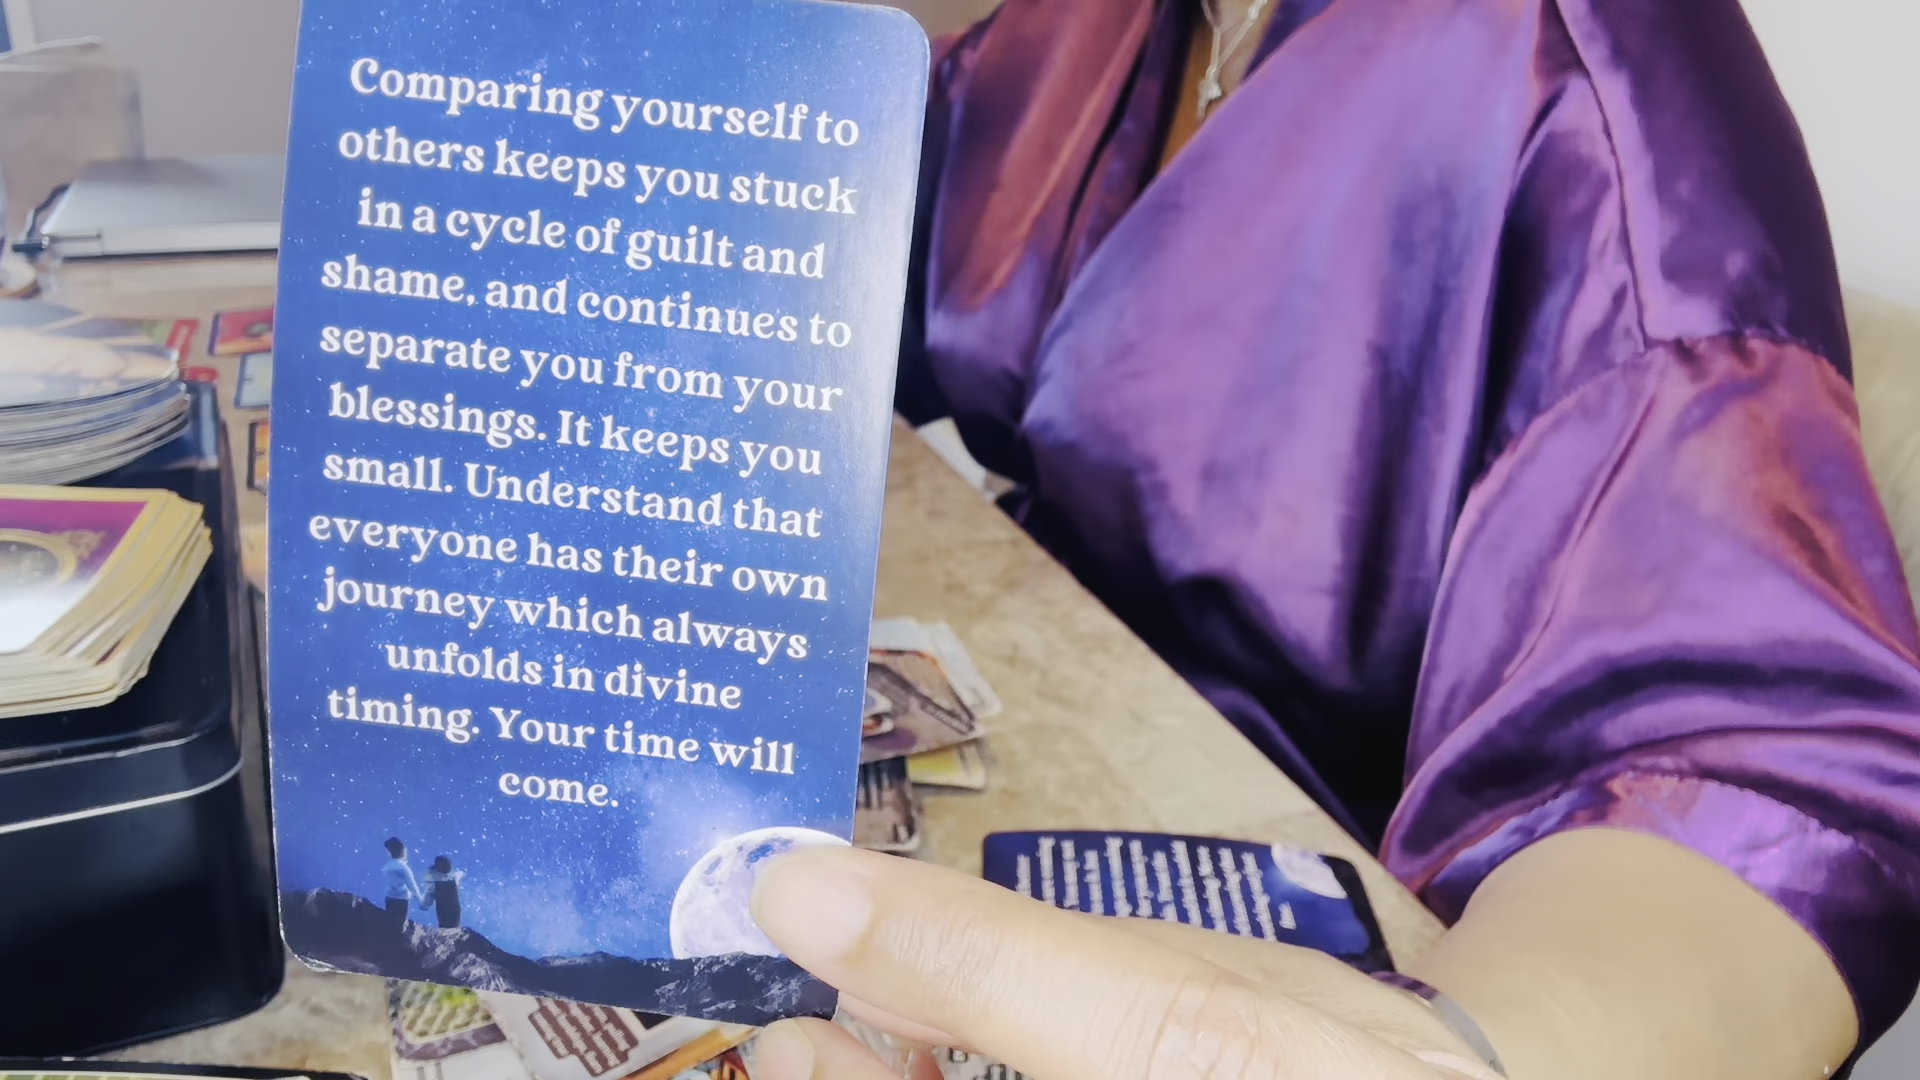 Comparing yourself to
others keeps you stuck
in a cycle of guilt and
shame, and continues to
separate you from your
blessings. It keeps you
small. Understand that
everyone has their own
journey which always
unfolds in divine
timing. Your time will
come.